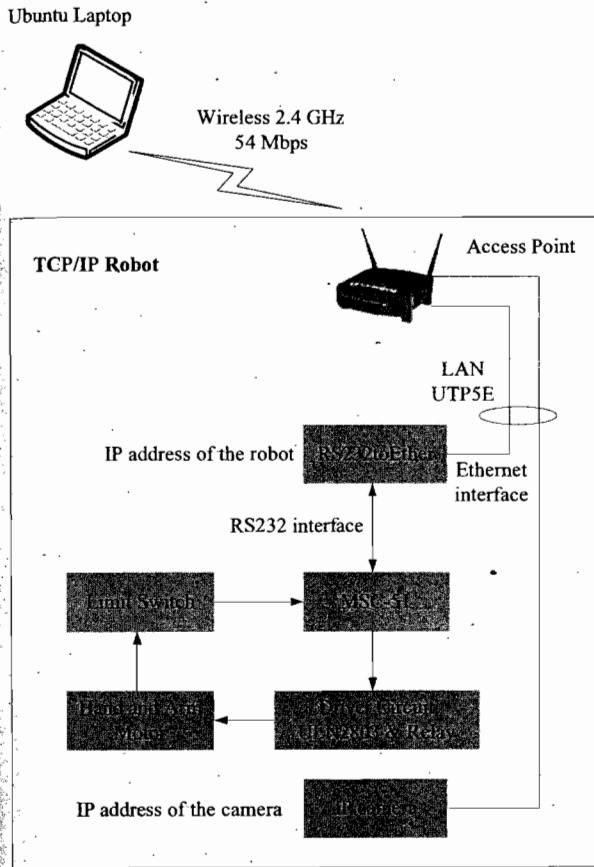 Ubuntu Laptop
Wireless 2.4 GHz
54 Mbps
TCP/IP Robot
Access Point
LAN
UTP5E
IP address of the robot
RS232toEther
Ethernet
interface
RS232 interface
Limit Switch
MSC-51
Hand and Arm
Motor
Driver Circuit
& Relay
IP address of the camera
IP camera